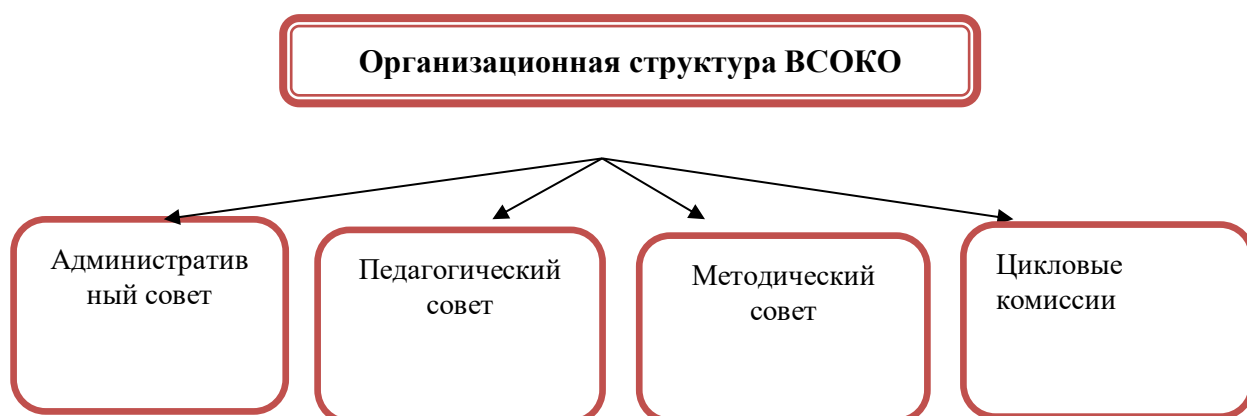 Организационная структура ВСОКО
Административ
ный совет
Педагогический
совет
Методический
совет
Цикловые
комиссии